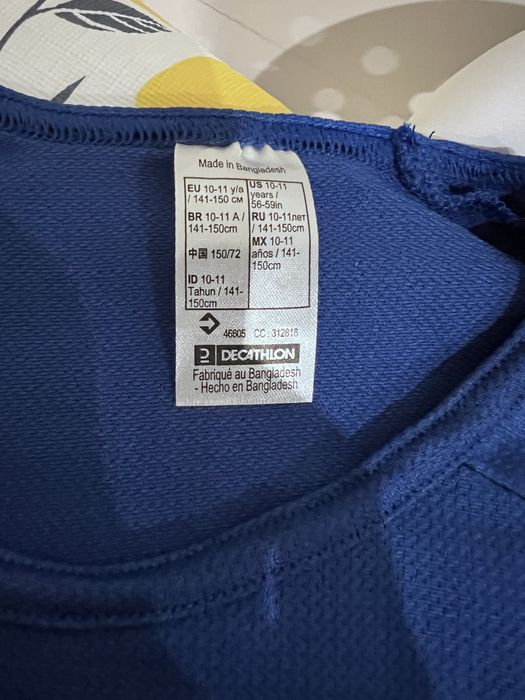 Made in Bangladesh
EU 10-11 y/a
/ 141-150 см
BR 10-11 A /
141-150cm
中国 150/72
ID 10-11
Tahun / 141-
150cm
US 10-11
years /
56-59in
RU 10-11лет
/ 141-150cm
MX 10-11
años / 141-
150cm
46605 CC : 312818
DECATHLON
Fabriqué au Bangladesh
- Hecho en Bangladesh